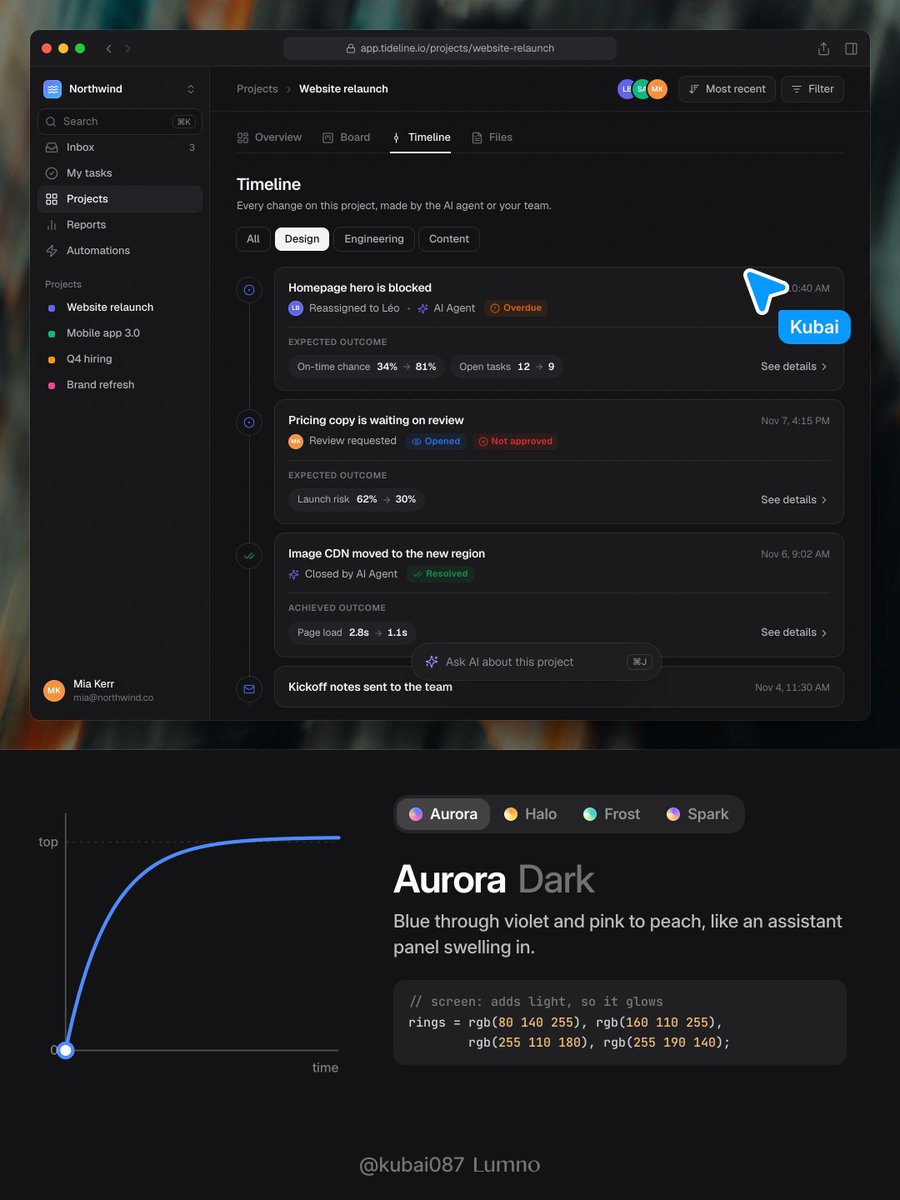 app.tideline.io/projects/website-relaunch
Northwind
Search ⌘K
Inbox 3
My tasks
Projects
Reports
Automations
Projects
Website relaunch
Mobile app 3.0
Q4 hiring
Brand refresh
MK
Mia Kerr
mia@northwind.co
Projects > Website relaunch
LB SA MK
Most recent
Filter
Overview Board Timeline Files
Timeline
Every change on this project, made by the AI agent or your team.
All Design Engineering Content
Homepage hero is blocked
0:40 AM
LB Reassigned to Léo • AI Agent Overdue
EXPECTED OUTCOME
On-time chance 34% → 81% Open tasks 12 → 9
See details >
Kubai
Pricing copy is waiting on review
Nov 7, 4:15 PM
MK Review requested Opened Not approved
EXPECTED OUTCOME
Launch risk 62% → 30%
See details >
Image CDN moved to the new region
Nov 6, 9:02 AM
Closed by AI Agent Resolved
ACHIEVED OUTCOME
Page load 2.8s → 1.1s
See details >
Ask AI about this project ⌘J
Kickoff notes sent to the team
Nov 4, 11:30 AM
top
0
time
Aurora Halo Frost Spark
Aurora Dark
Blue through violet and pink to peach, like an assistant
panel swelling in.
// screen: adds light, so it glows
rings = rgb(80 140 255), rgb(160 110 255),
rgb(255 110 180), rgb(255 190 140);
@kubai087 Lumno